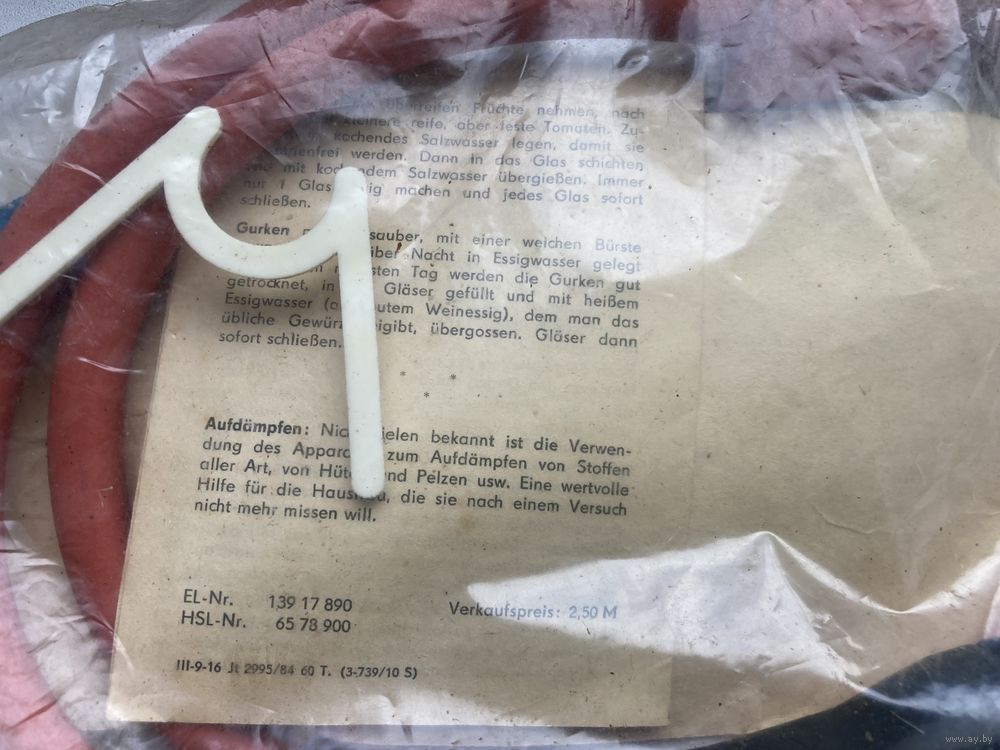 überreifen Früchte nehmen, nach
kleinere reife, aber feste Tomaten. Zu-
kochendes Salzwasser legen, damit sie
frei werden. Dann in das Glas schichten
mit kochendem Salzwasser übergießen. Immer
nur 1 Glas machen und jedes Glas sofort
schließen.
Gurken sauber, mit einer weichen Bürste
über Nacht in Essigwasser gelegt
Tag werden die Gurken gut
getrocknet, in Gläser gefüllt und mit heißem
Essigwasser gutem Weinessig), dem man das
übliche Gewürz beigibt, übergossen. Gläser dann
sofort schließen.
* *
*
Aufdämpfen: Nicht vielen bekannt ist die Verwen-
dung des Apparates zum Aufdämpfen von Stoffen
aller Art, von Hüten und Pelzen usw. Eine wertvolle
Hilfe für die Hausfrau, die sie nach einem Versuch
nicht mehr missen will.
EL-Nr. 139 17 890
HSL-Nr. 65 78 900
Verkaufspreis: 2,50 M
III-9-16 Jt 2995/84 60 T. (3-739/10 S)
www.ay.by